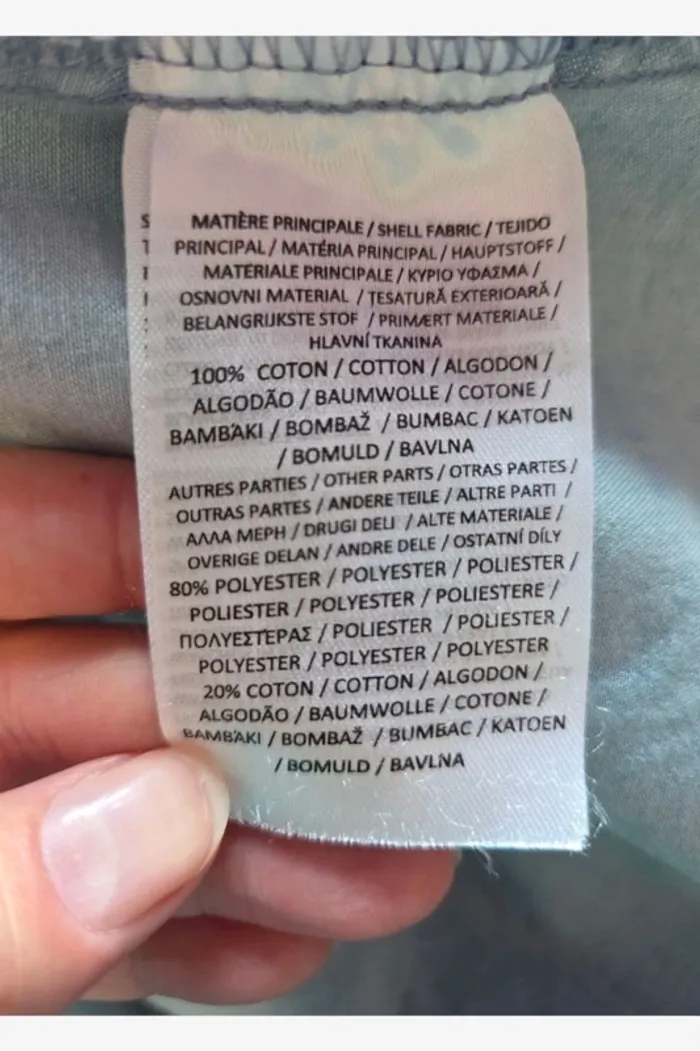 MATIÈRE PRINCIPALE / SHELL FABRIC / TEJIDO
PRINCIPAL / MATÉRIA PRINCIPAL / HAUPTSTOFF /
MATERIALE PRINCIPALE / ΚΥΡΙΟ ΥΦΑΣΜΑ /
OSNOVNI MATERIAL / ȚESATURĂ EXTERIOARĂ /
BELANGRIJKSTE STOF / PRIMÆRT MATERIALE /
HLAVNÍ TKANINA
100% COTON / COTTON / ALGODON /
ALGODÃO / BAUMWOLLE / COTONE /
ΒΑΜΒΆΚΙ / BOMBAŽ / BUMBAC / KATOEN
/ BOMULD / BAVLNA
AUTRES PARTIES / OTHER PARTS / OTRAS PARTES /
OUTRAS PARTES / ANDERE TEILE / ALTRE PARTI /
ΑΛΛΑ ΜΕΡΗ / DRUGI DELI / ALTE MATERIALE /
OVERIGE DELAN / ANDRE DELE / OSTATNÍ DÍLY
80% POLYESTER / POLYESTER / POLIESTER /
POLIESTER / POLYESTER / POLIESTERE /
ΠΟΛΥΕΣΤΈΡΑΣ / POLIESTER / POLIESTER /
POLYESTER / POLYESTER / POLYESTER
20% COTON / COTTON / ALGODON /
ALGODÃO / BAUMWOLLE / COTONE /
ΒΑΜΒΆΚΙ / BOMBAŽ / BUMBAC / KATOEN
/ BOMULD / BAVLNA